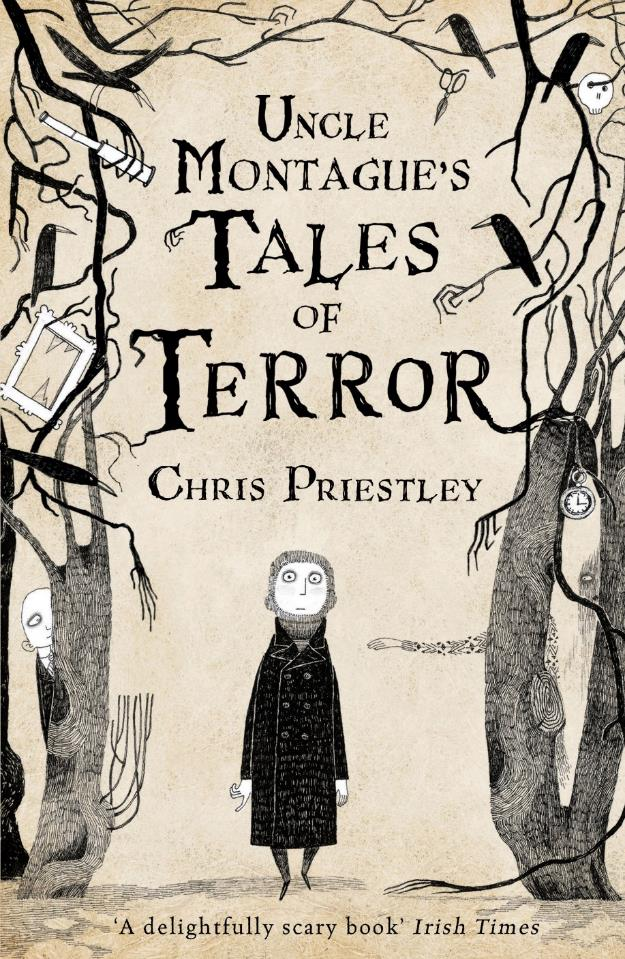 UNCLE
MONTAGUE'S
TALES
OF
TERROR
CHRIS PRIESTLEY
'A delightfully scary book' Irish Times